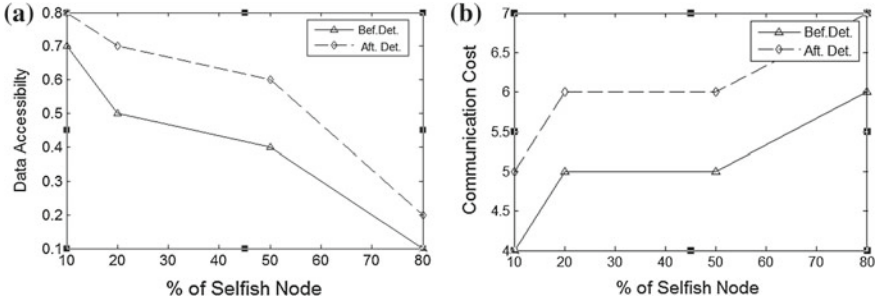 (a)
Data Accessibilty
0.8
0.7
0.6
0.5
0.4
0.3
0.2
0.1
Bef.Det.
Aft. Det.
10 20 30 40 50 60 70 80
% of Selfish Node
(b)
Communication Cost
7
6.5
6
5.5
5
4.5
4
Bef.Det.
Aft. Det.
10 20 30 40 50 60 70 80
% of Selfish Node